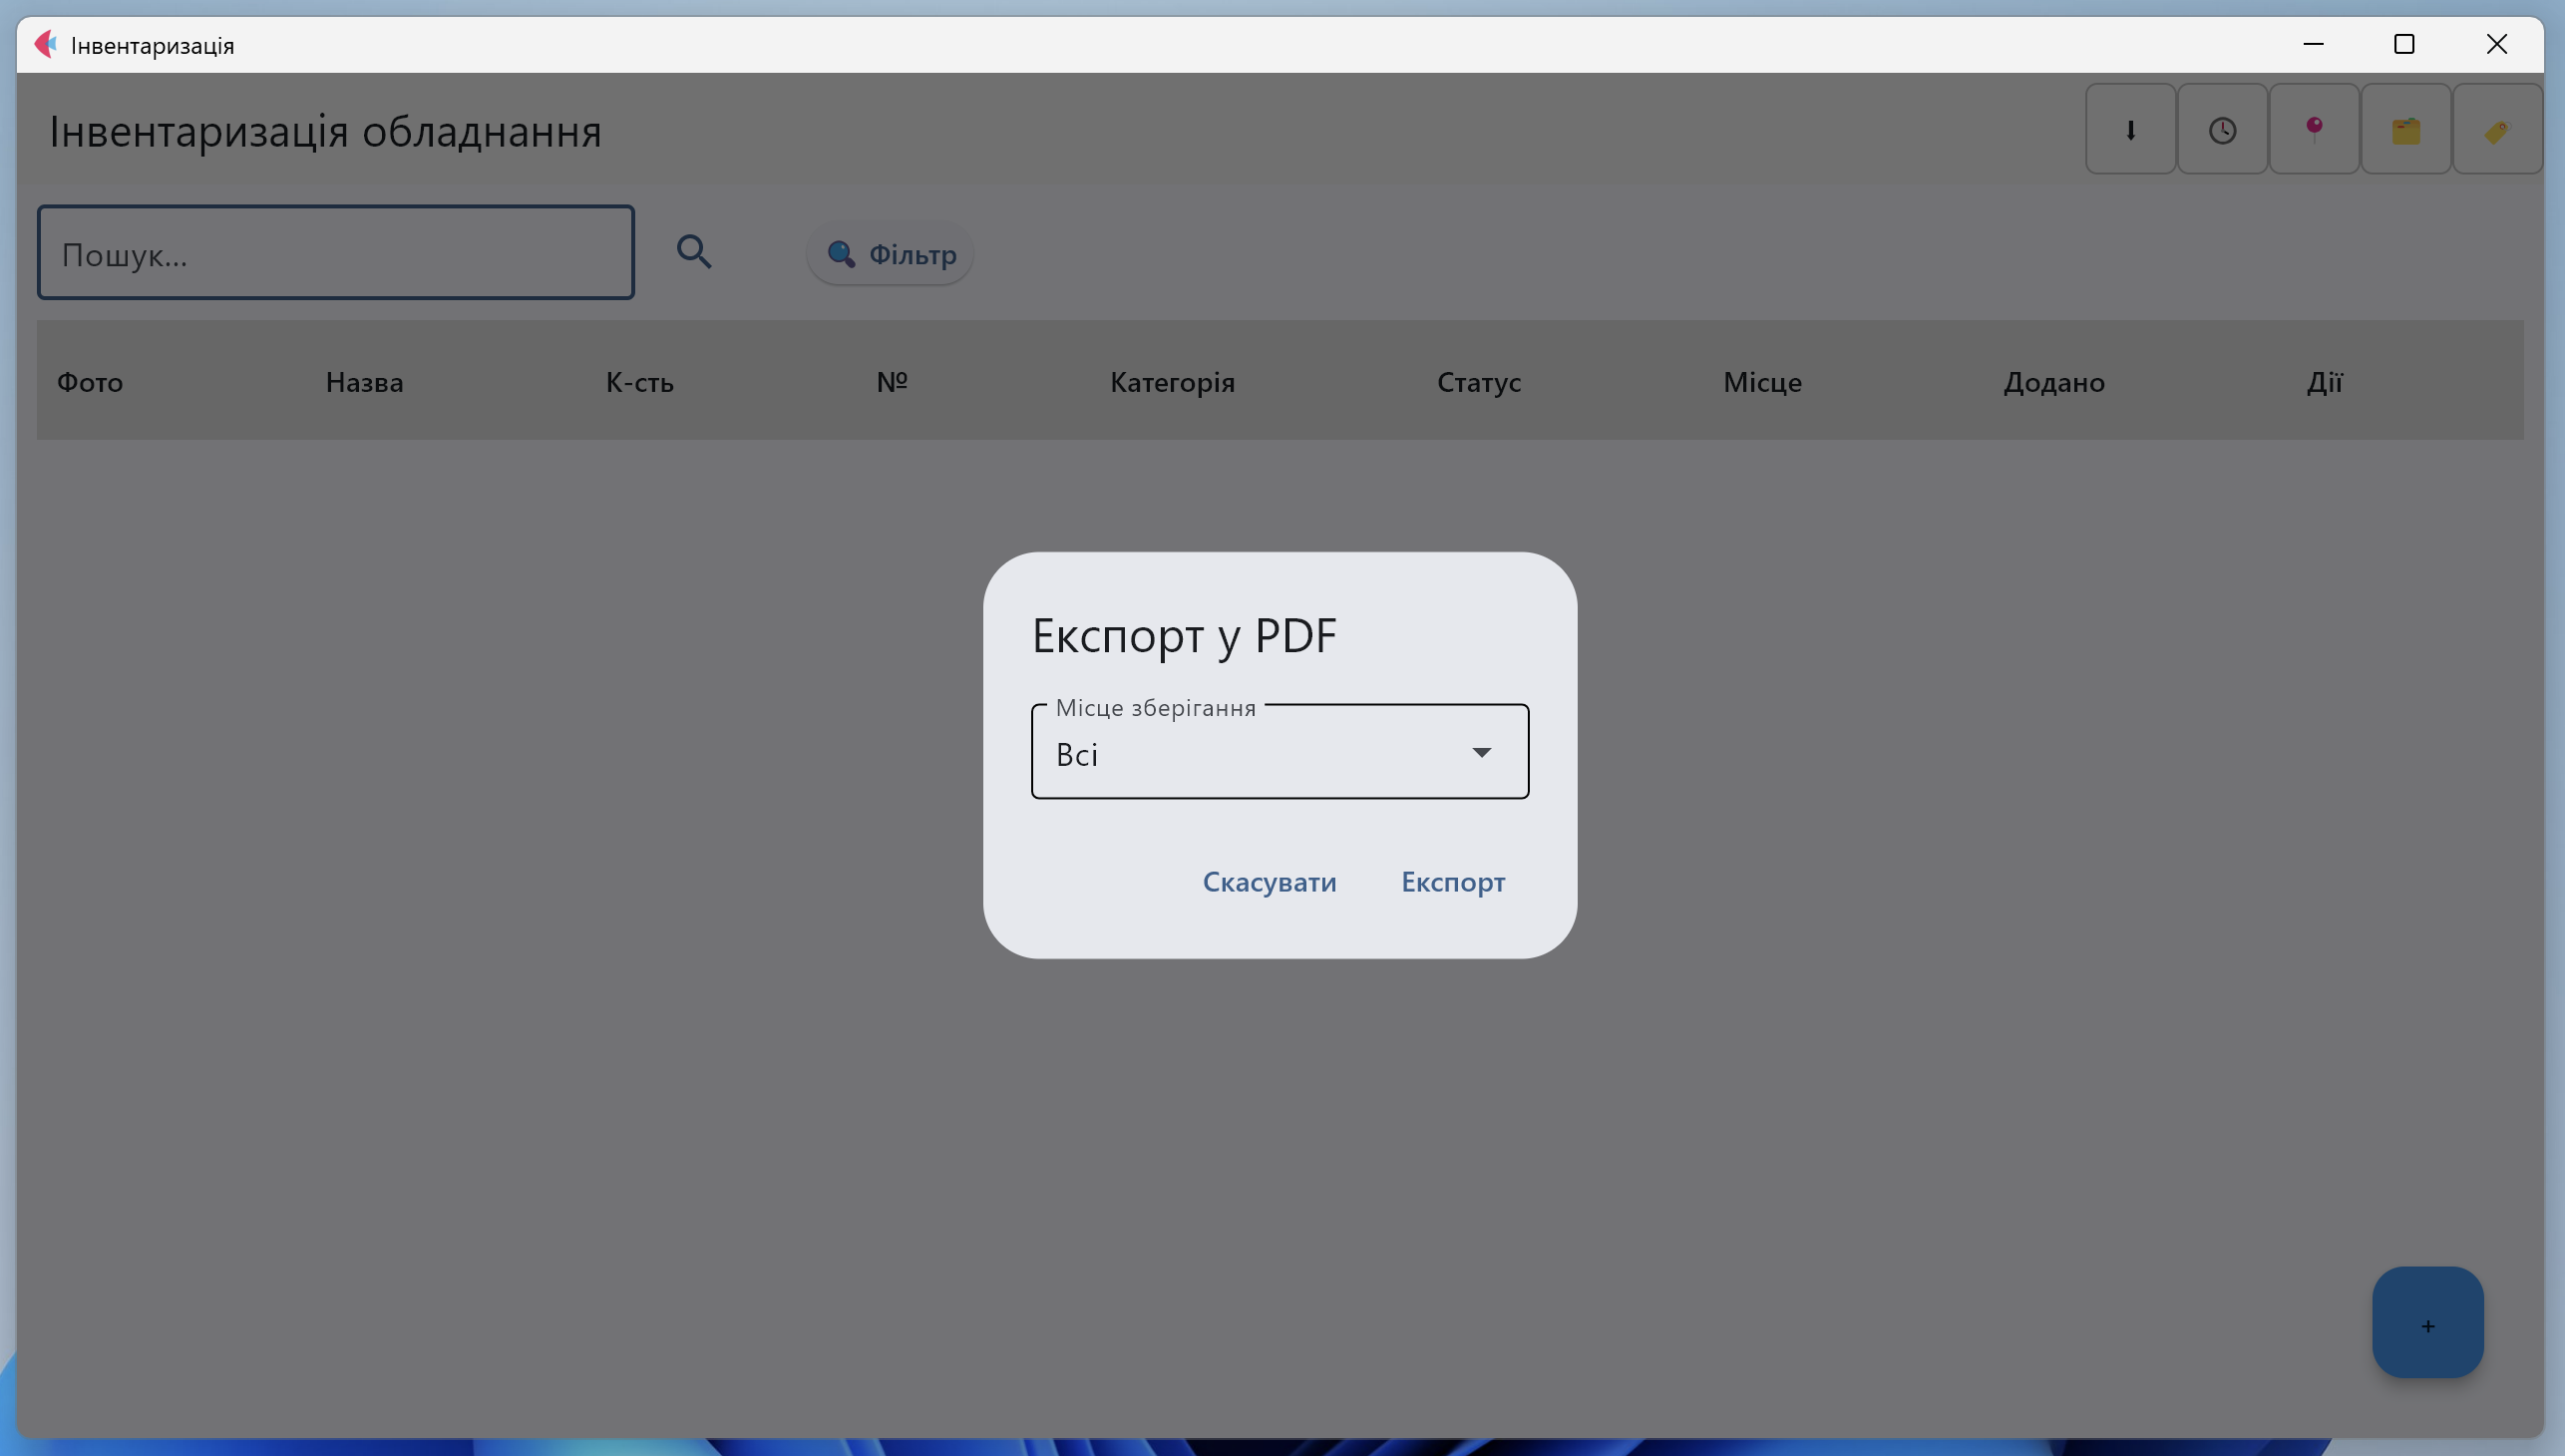 Інвентаризація
Інвентаризація обладнання
Пошук...
Фільтр
Фото Назва К-сть № Категорія Статус Місце Додано Дії
Експорт у PDF
Місце зберігання
Всі
Скасувати Експорт
+